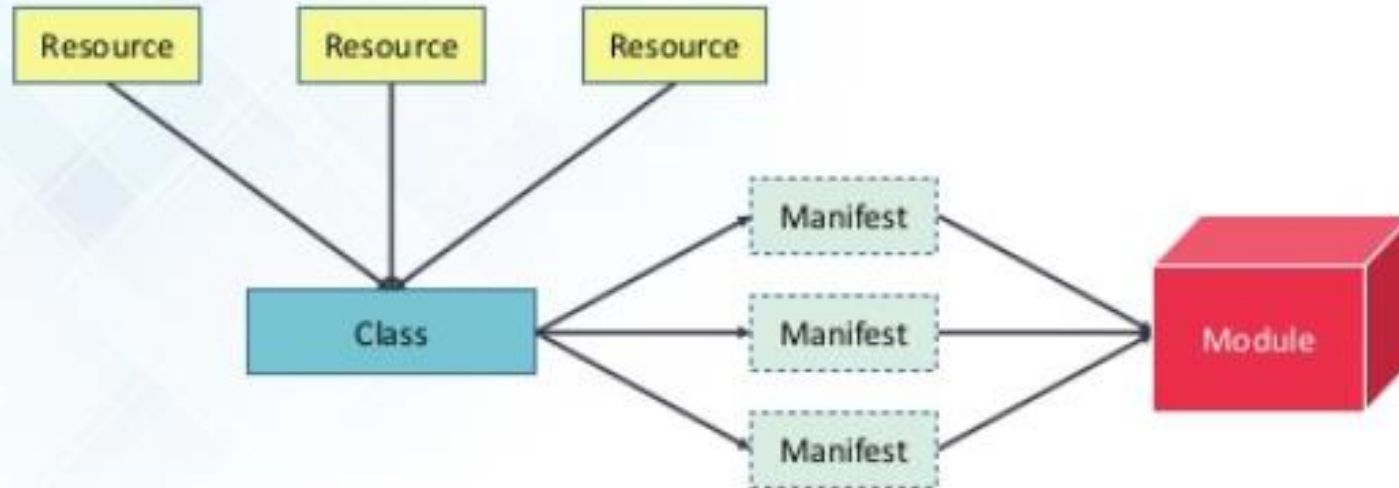 Resource
Resource
Resource
Class
Manifest
Manifest
Manifest
Module